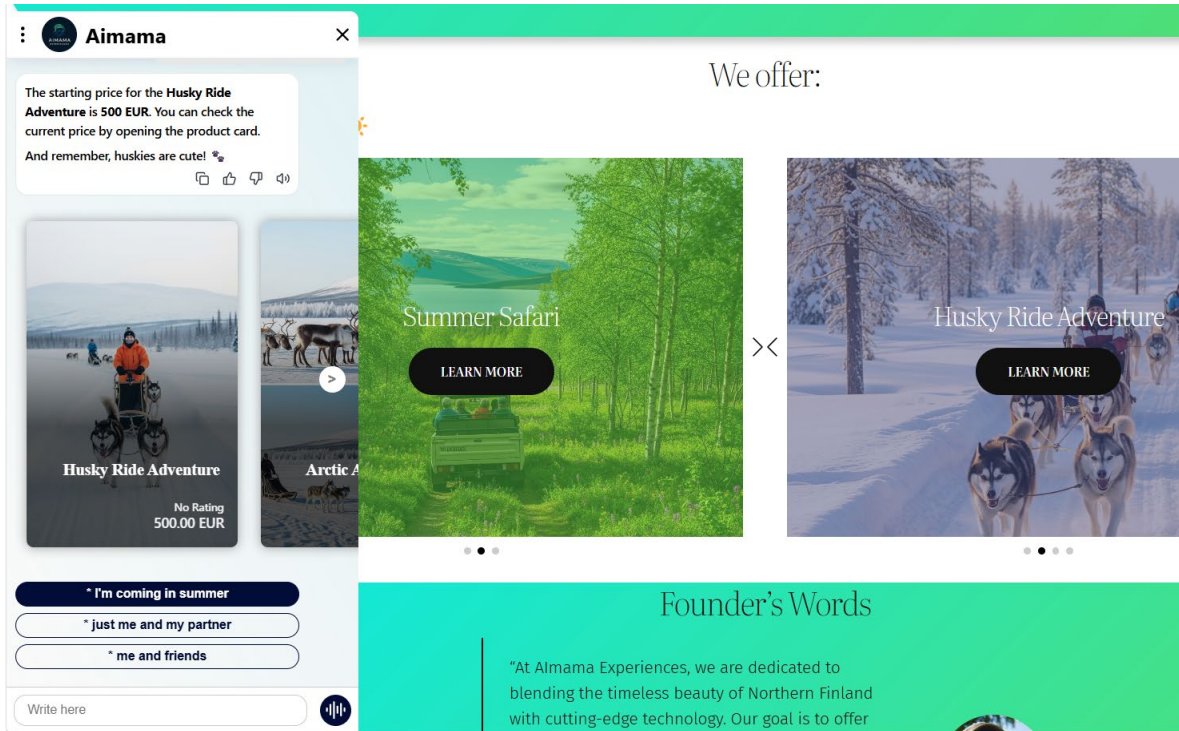 Aimama
The starting price for the Husky Ride
Adventure is 500 EUR. You can check the
current price by opening the product card.
And remember, huskies are cute! 🐾
Husky Ride Adventure
No Rating
500.00 EUR
Arctic A
>
* I'm coming in summer
* just me and my partner
* me and friends
Write here
We offer:
Summer Safari
LEARN MORE
Husky Ride Adventure
LEARN MORE
Founder's Words
“At AImama Experiences, we are dedicated to
blending the timeless beauty of Northern Finland
with cutting-edge technology. Our goal is to offer